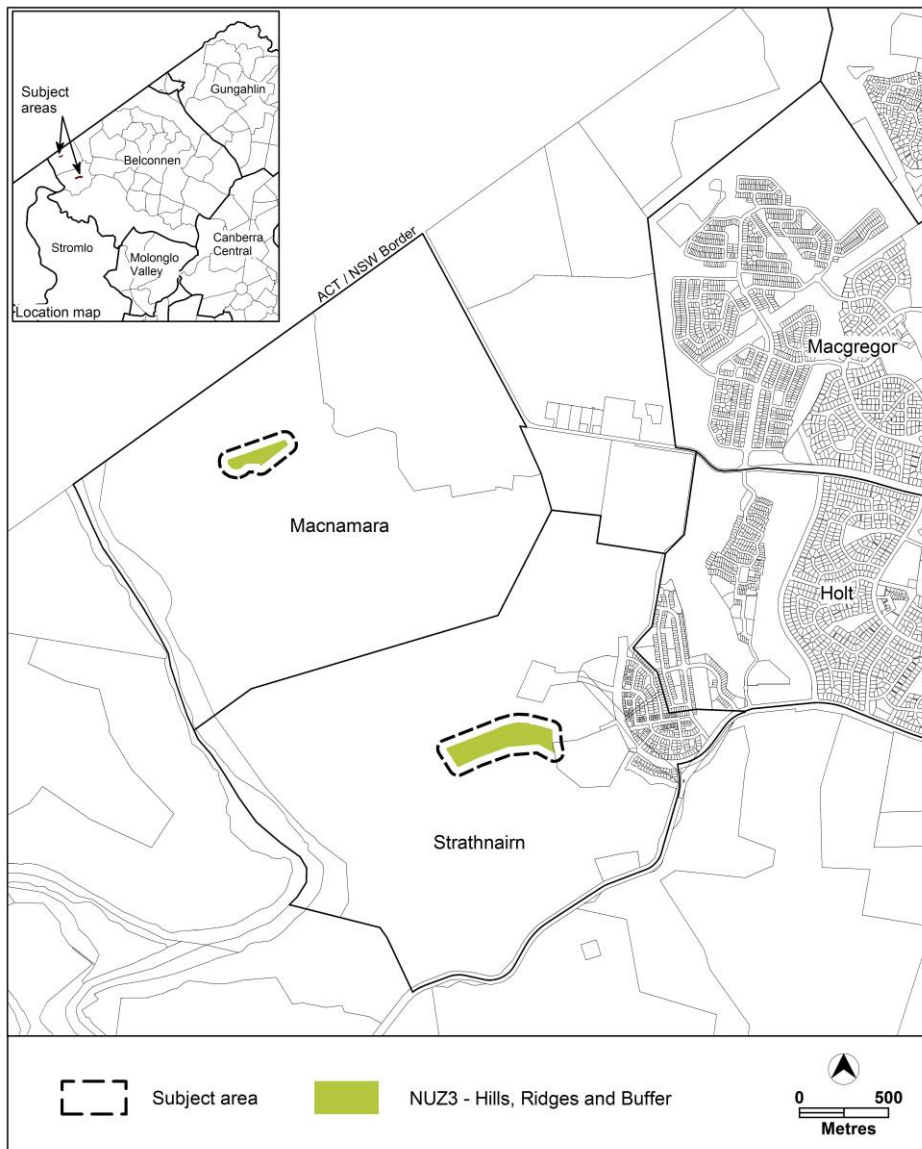 Subject
areas
Gungahlin
Belconnen
Stromlo
Molonglo
Valley
Canberra
Central
Location map
ACT / NSW Border
Macgregor
Macnamara
Holt
Strathnairn
Subject area
NUZ3 - Hills, Ridges and Buffer
0 500
Metres